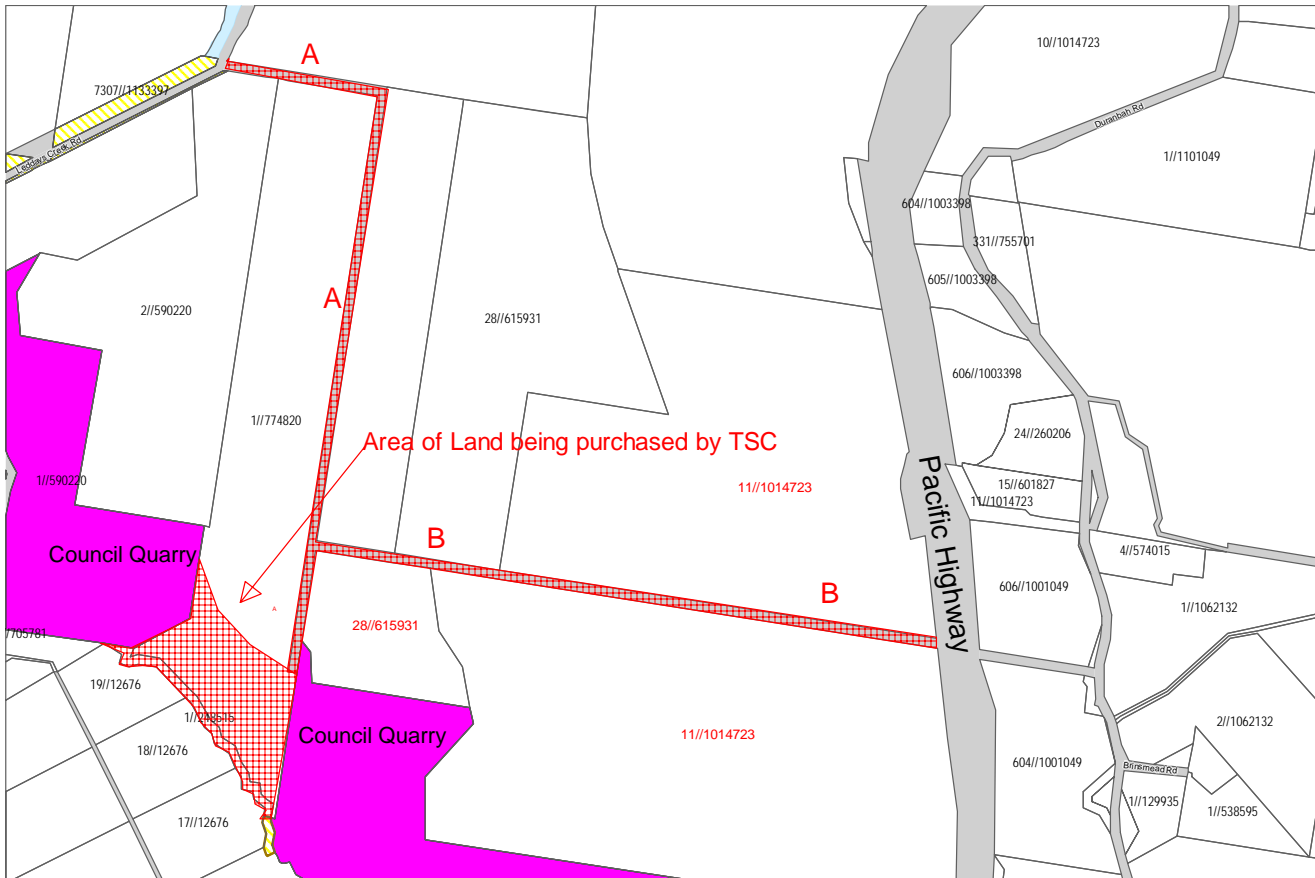 A
10//1014723
7307//1133397
Duranbah Rd
Leddays Creek Rd
1//1101049
604//1003398
331//755701
605//1003398
A
2//590220
28//615931
606//1003398
1//774820
24//260206
Area of Land being purchased by TSC
1//590220
15//601827
11//1014723
11//1014723
Pacific Highway
B
Council Quarry
4//574015
606//1001049
B
A
1//1062132
28//615931
/705781
19//12676
1//248515
2//1062132
Council Quarry
11//1014723
18//12676
604//1001049
Brinsmead Rd
1//129935
1//538595
17//12676